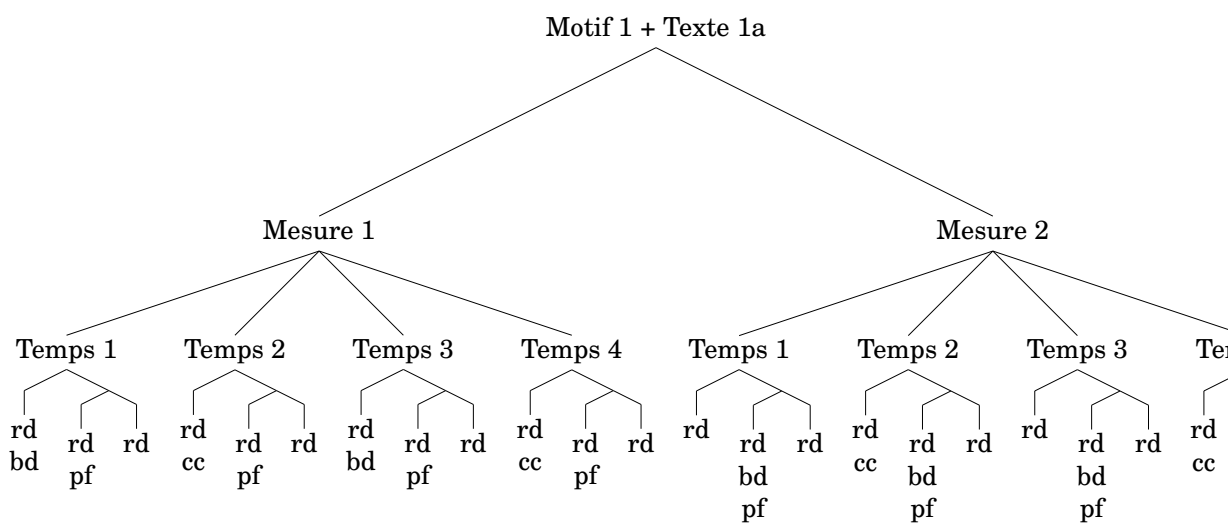 Motif 1 + Texte 1a
Mesure 1 Mesure 2
Temps 1 Temps 2 Temps 3 Temps 4 Temps 1 Temps 2 Temps 3
rd rd rd rd rd rd rd rd
rd rd rd rd rd rd rd rd rd rd rd rd rd rd
bd cc bd cc cc cc
pf pf pf pf bd bd bd
pf pf pf